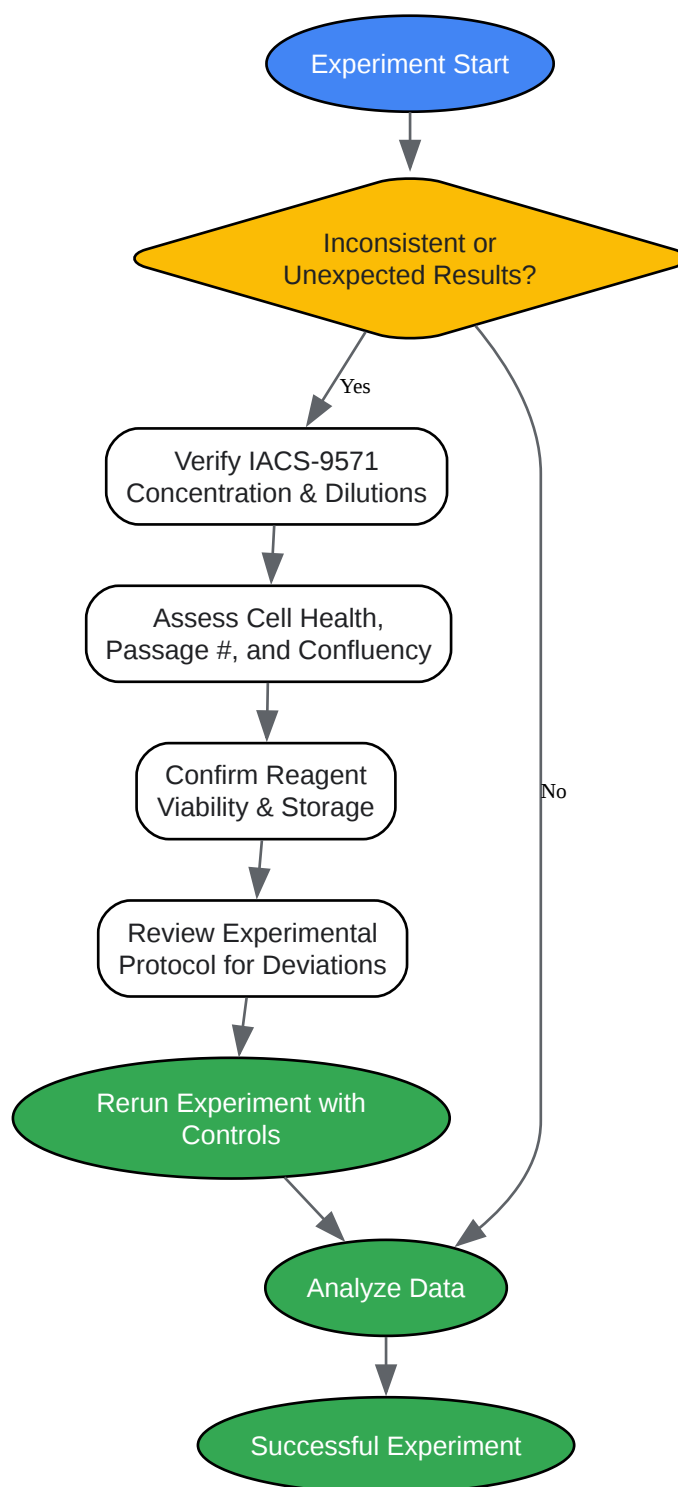 Experiment Start
Inconsistent or
Unexpected Results?
Yes
Verify IACS-9571
Concentration & Dilutions
Assess Cell Health,
Passage #, and Confluency
Confirm Reagent
Viability & Storage
No
Review Experimental
Protocol for Deviations
Rerun Experiment with
Controls
Analyze Data
Successful Experiment